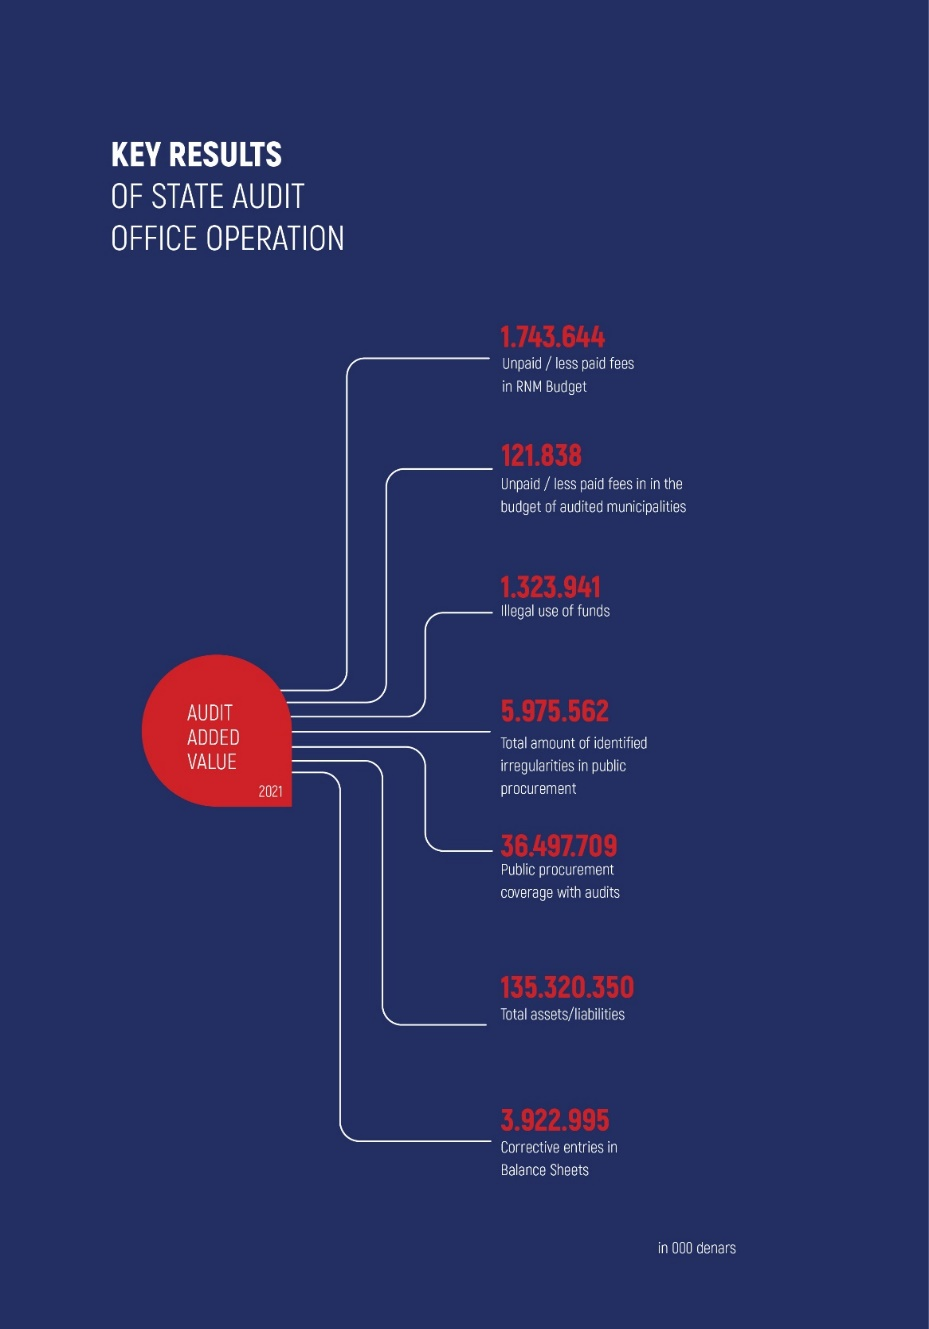 KEY RESULTS
OF STATE AUDIT
OFFICE OPERATION
1.743.644
Unpaid / less paid fees
in RNM Budget
121.838
Unpaid / less paid fees in in the
budget of audited municipalities
1.323.941
Illegal use of funds
AUDIT
ADDED
VALUE
2021
5.975.562
Total amount of identified
irregularities in public
procurement
36.497.709
Public procurement
coverage with audits
135.320.350
Total assets/liabilities
3.922.995
Corrective entries in
Balance Sheets
in 000 denars